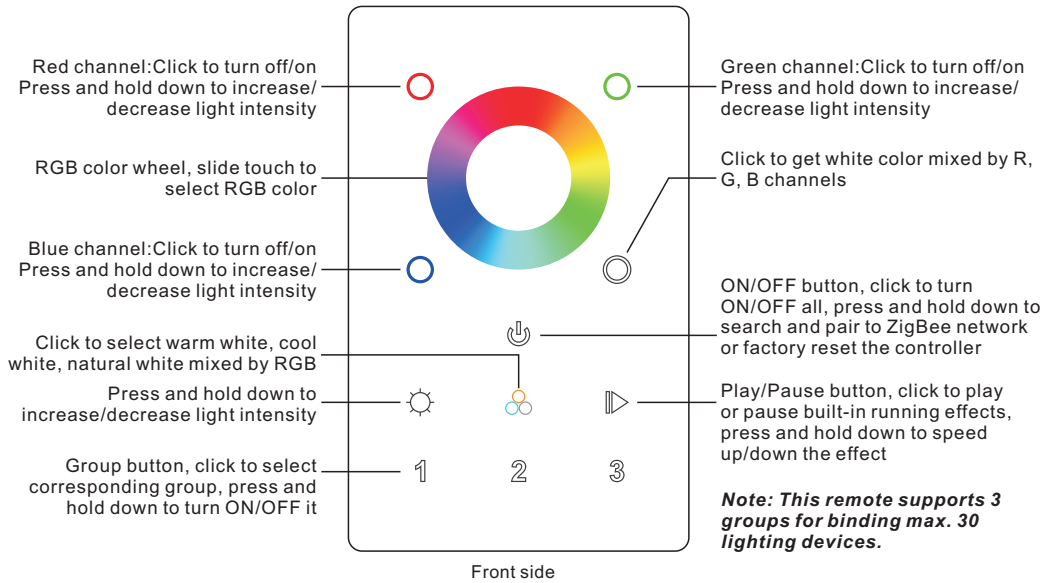 Red channel:Click to turn off/on
Press and hold down to increase/
decrease light intensity
RGB color wheel, slide touch to
select RGB color
Blue channel:Click to turn off/on
Press and hold down to increase/
decrease light intensity
Click to select warm white, cool
white, natural white mixed by RGB
Press and hold down to
increase/decrease light intensity
Group button, click to select
corresponding group, press and
hold down to turn ON/OFF it
1 2 3
Green channel:Click to turn off/on
Press and hold down to increase/
decrease light intensity
Click to get white color mixed by R,
G, B channels
ON/OFF button, click to turn
ON/OFF all, press and hold down to
search and pair to ZigBee network
or factory reset the controller
Play/Pause button, click to play
or pause built-in running effects,
press and hold down to speed
up/down the effect
Note: This remote supports 3
groups for binding max. 30
lighting devices.
Front side